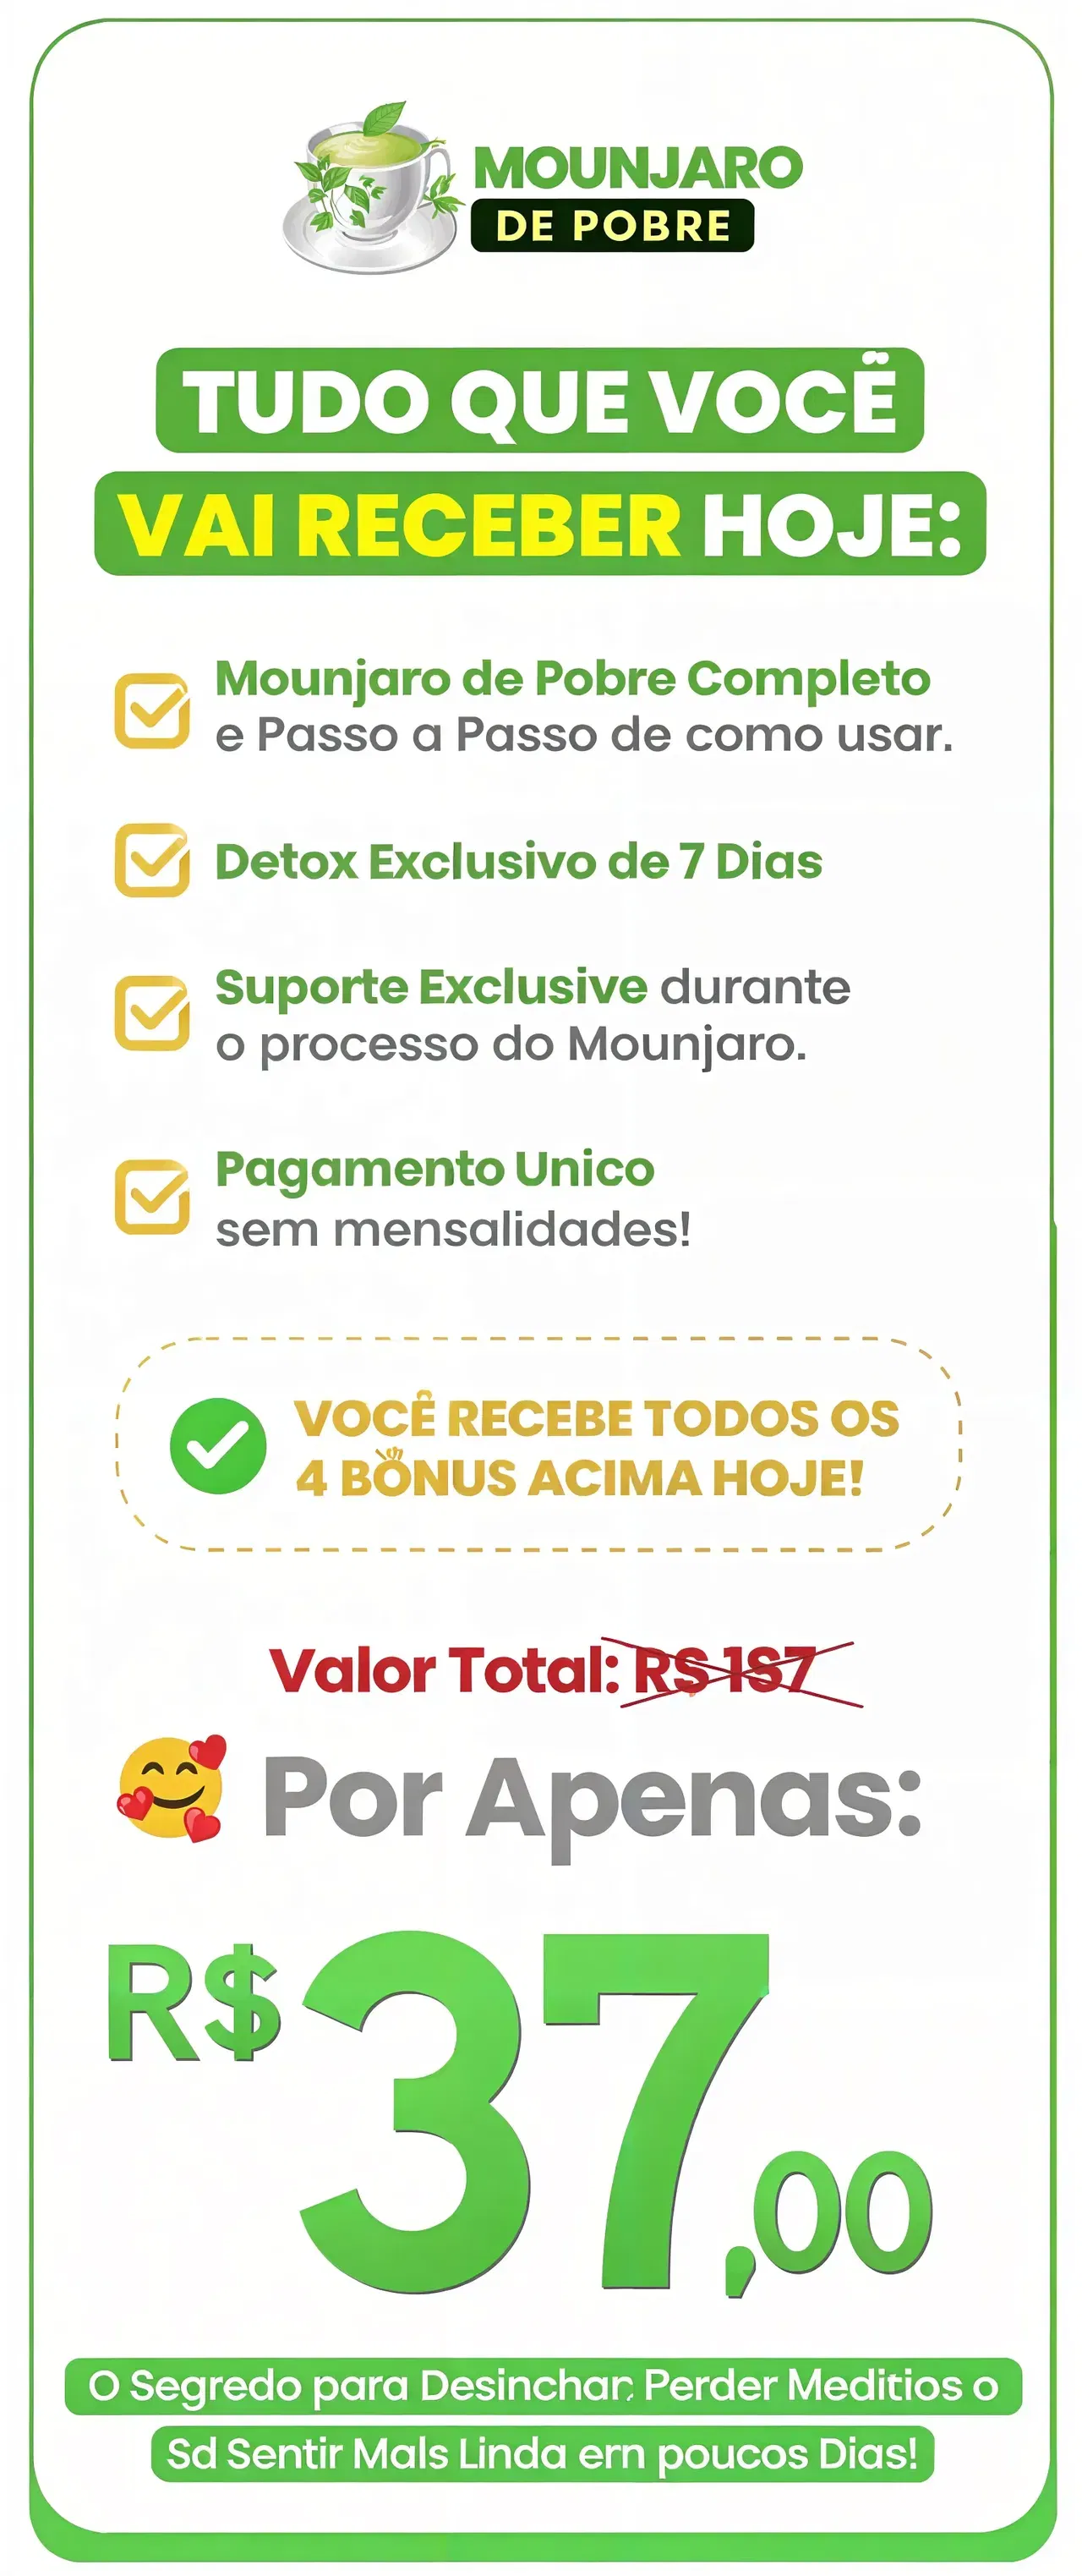 MOUNJARO
DE POBRE
TUDO QUE VOCÊ
VAI RECEBER HOJE:
Mounjaro de Pobre Completo
e Passo a Passo de como usar.
Detox Exclusivo de 7 Dias
Suporte Exclusive durante
o processo do Mounjaro.
Pagamento Unico
sem mensalidades!
VOCÊ RECEBE TODOS OS
4 BÔNUS ACIMA HOJE!
Valor Total: RS 1S7
Por Apenas:
R$37,00
O Segredo para Desinchar, Perder Meditios o
Sd Sentir Mals Linda ern poucos Dias!